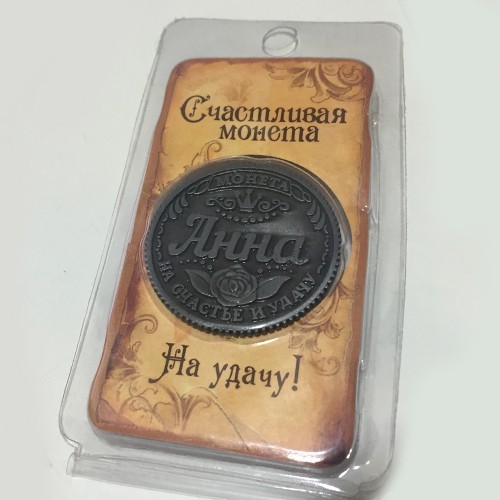 Счастливая
монета
МОНЕТА
Анна
НА СЧАСТЬЕ И УДАЧУ
На удачу!